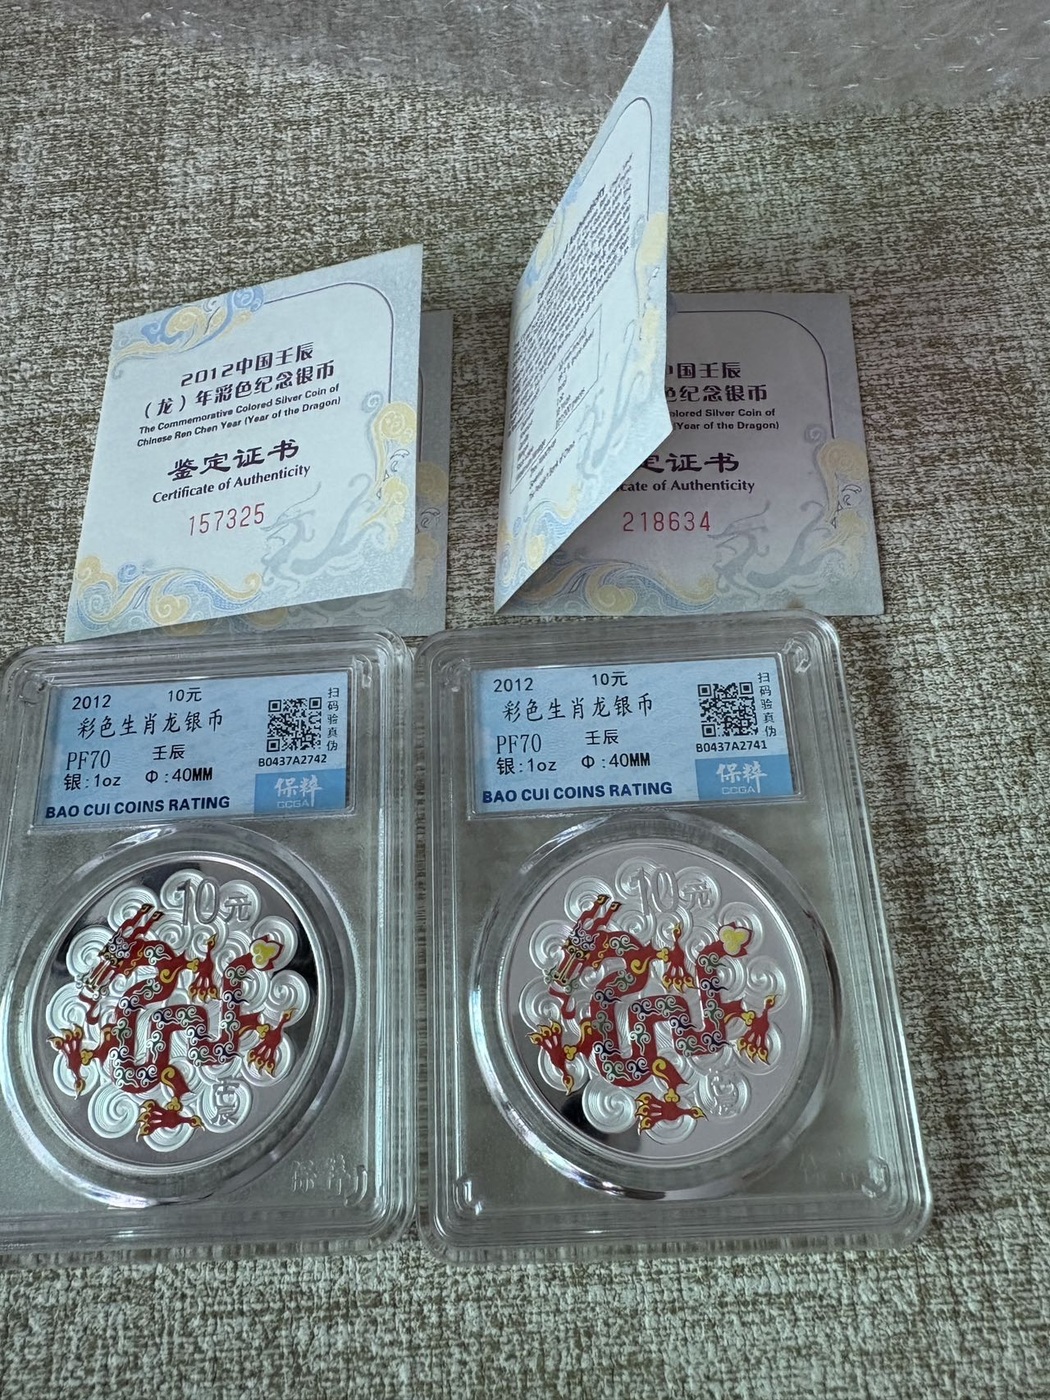 2012中国壬辰
（龙）年彩色纪念银币
The Commemorative Colored Silver Coin of
Chinese Ren Chen Year (Year of the Dragon)
鉴定证书
Certificate of Authenticity
157325
中国壬辰
色纪念银币
olored Silver Coin of
(Year of the Dragon)
定证书
cate of Authenticity
218634
2012 10元
彩色生肖龙银币
PF70 壬辰
银:1oz Φ:40MM
BAO CUI COINS RATING
扫码验真伪
B0437A2742
保粹
CCGA
10元
2012 10元
彩色生肖龙银币
PF70 壬辰
银:1oz Φ:40MM
BAO CUI COINS RATING
扫码验真伪
B0437A2741
保粹
CCGA
10元